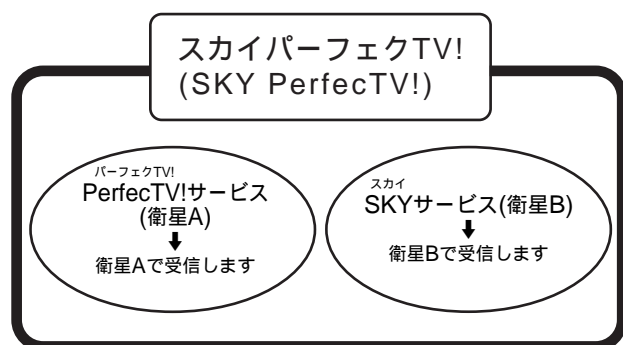 スカイパーフェクTV!
(SKY PerfecTV!)
パーフェクTV!
PerfecTV!サービス
(衛星A)
衛星Aで受信します
スカイ
SKYサービス(衛星B)
衛星Bで受信します